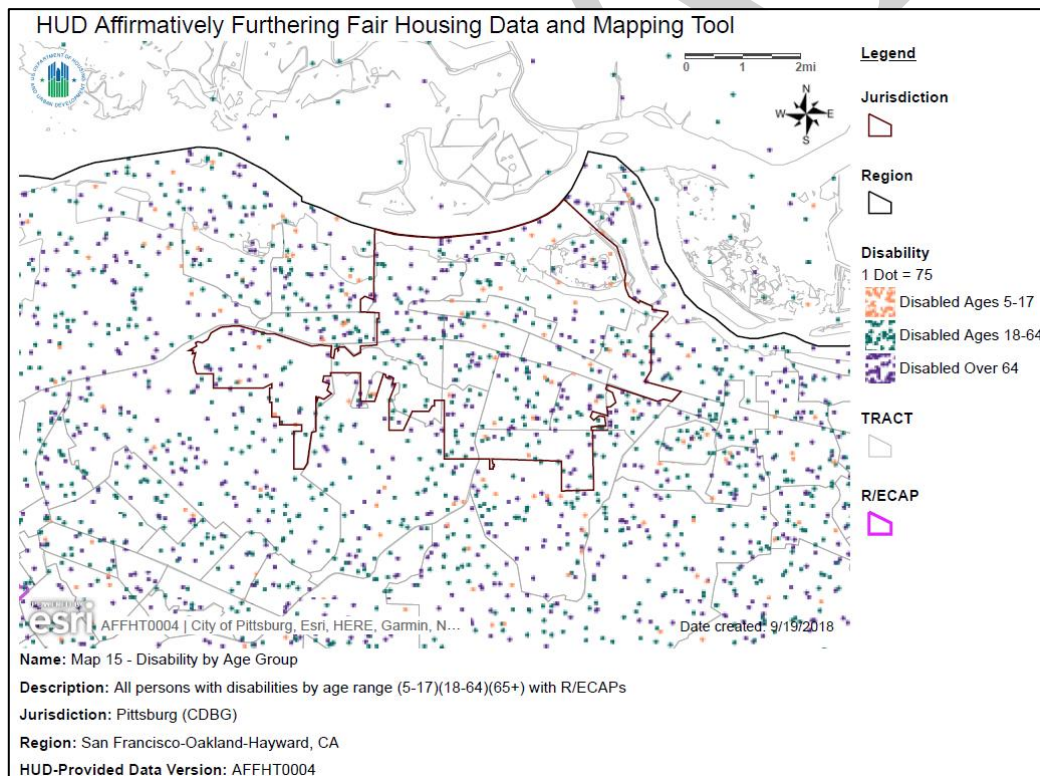 HUD Affirmatively Furthering Fair Housing Data and Mapping Tool
0 1 2mi
N
W E
S
Legend
Jurisdiction
Region
Disability
1 Dot = 75
Disabled Ages 5-17
Disabled Ages 18-64
Disabled Over 64
TRACT
R/ECAP
esri
AFFHT0004 | City of Pittsburg, Esri, HERE, Garmin, N...
Date created: 9/19/2018
Name: Map 15 - Disability by Age Group
Description: All persons with disabilities by age range (5-17)(18-64)(65+) with R/ECAPs
Jurisdiction: Pittsburg (CDBG)
Region: San Francisco-Oakland-Hayward, CA
HUD-Provided Data Version: AFFHT0004